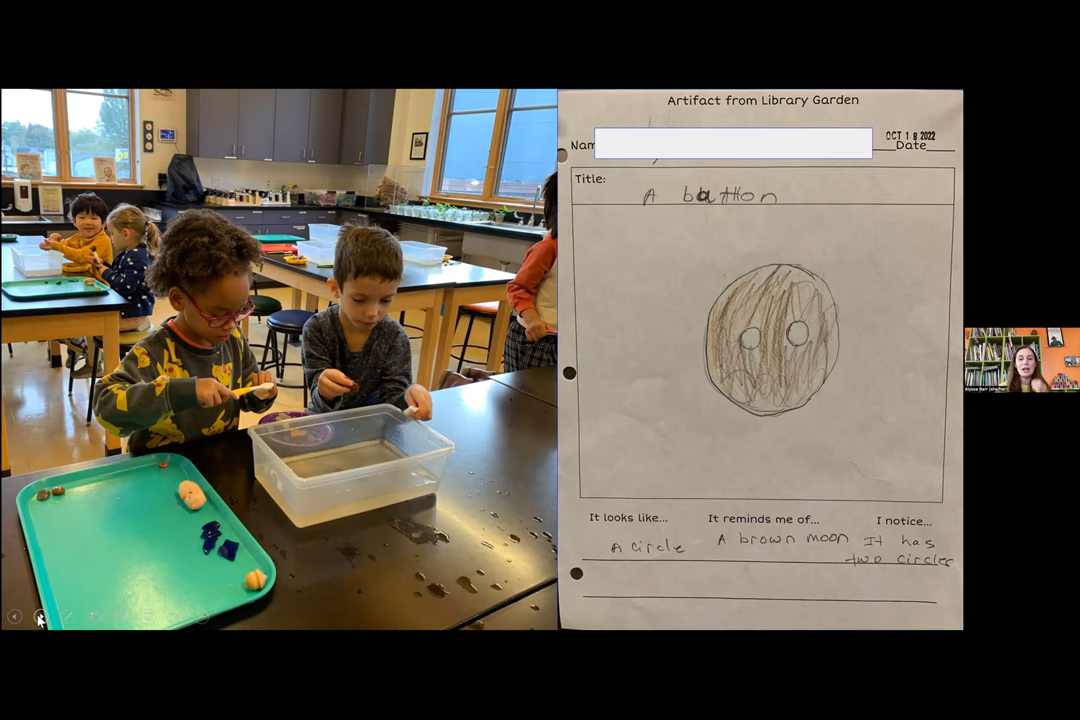 Artifact from Library Garden
OCT 1 8 2022
Nam
Date
Title:
A button
It looks like...
It reminds me of...
I notice...
A circle
A brown moon
It has
two circles